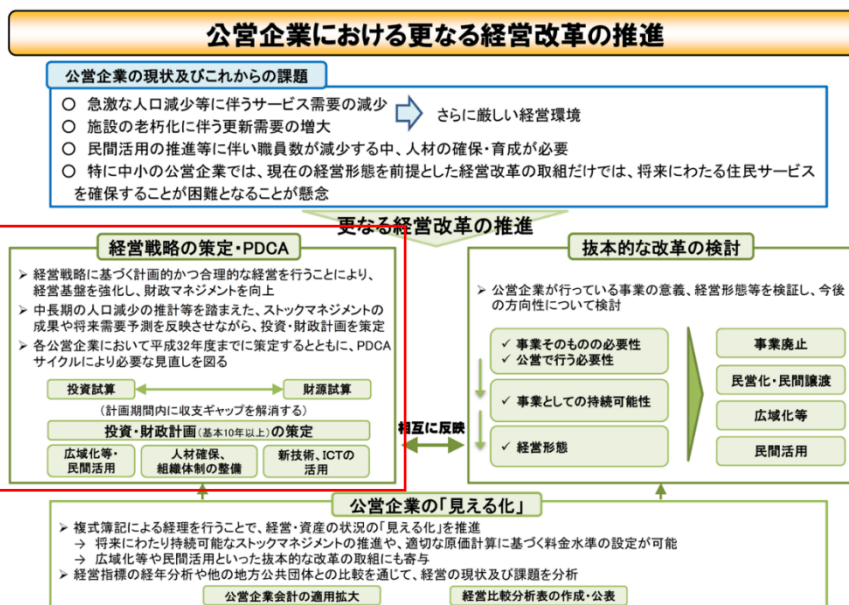 公営企業における更なる経営改革の推進
公営企業の現状及びこれからの課題
○ 急激な人口減少等に伴うサービス需要の減少
○ 施設の老朽化に伴う更新需要の増大
さらに厳しい経営環境
○ 民間活用の推進等に伴い職員数が減少する中、人材の確保・育成が必要
○ 特に中小の公営企業では、現在の経営形態を前提とした経営改革の取組だけでは、将来にわたる住民サービス
を確保することが困難となることが懸念
更なる経営改革の推進
経営戦略の策定・PDCA
➢ 経営戦略に基づく計画的かつ合理的な経営を行うことにより、
経営基盤を強化し、財政マネジメントを向上
➢ 中長期の人口減少の推計等を踏まえた、ストックマネジメントの
成果や将来需要予測を反映させながら、投資・財政計画を策定
➢ 各公営企業において平成32年度までに策定するとともに、PDCA
サイクルにより必要な見直しを図る
投資試算
財源試算
(計画期間内に収支ギャップを解消する)
投資・財政計画(基本10年以上)の策定
広域化等・
民間活用
人材確保、
組織体制の整備
新技術、ICTの
活用
相互に反映
抜本的な改革の検討
➢ 公営企業が行っている事業の意義、経営形態等を検証し、今後
の方向性について検討
✓ 事業そのものの必要性
✓ 公営で行う必要性
✓ 事業としての持続可能性
✓ 経営形態
事業廃止
民営化・民間譲渡
広域化等
民間活用
公営企業の「見える化」
➢ 複式簿記による経理を行うことで、経営・資産の状況の「見える化」を推進
→ 将来にわたり持続可能なストックマネジメントの推進や、適切な原価計算に基づく料金水準の設定が可能
→ 広域化等や民間活用といった抜本的な改革の取組にも寄与
➢ 経営指標の経年分析や他の地方公共団体との比較を通じて、経営の現状及び課題を分析
公営企業会計の適用拡大
経営比較分析表の作成・公表